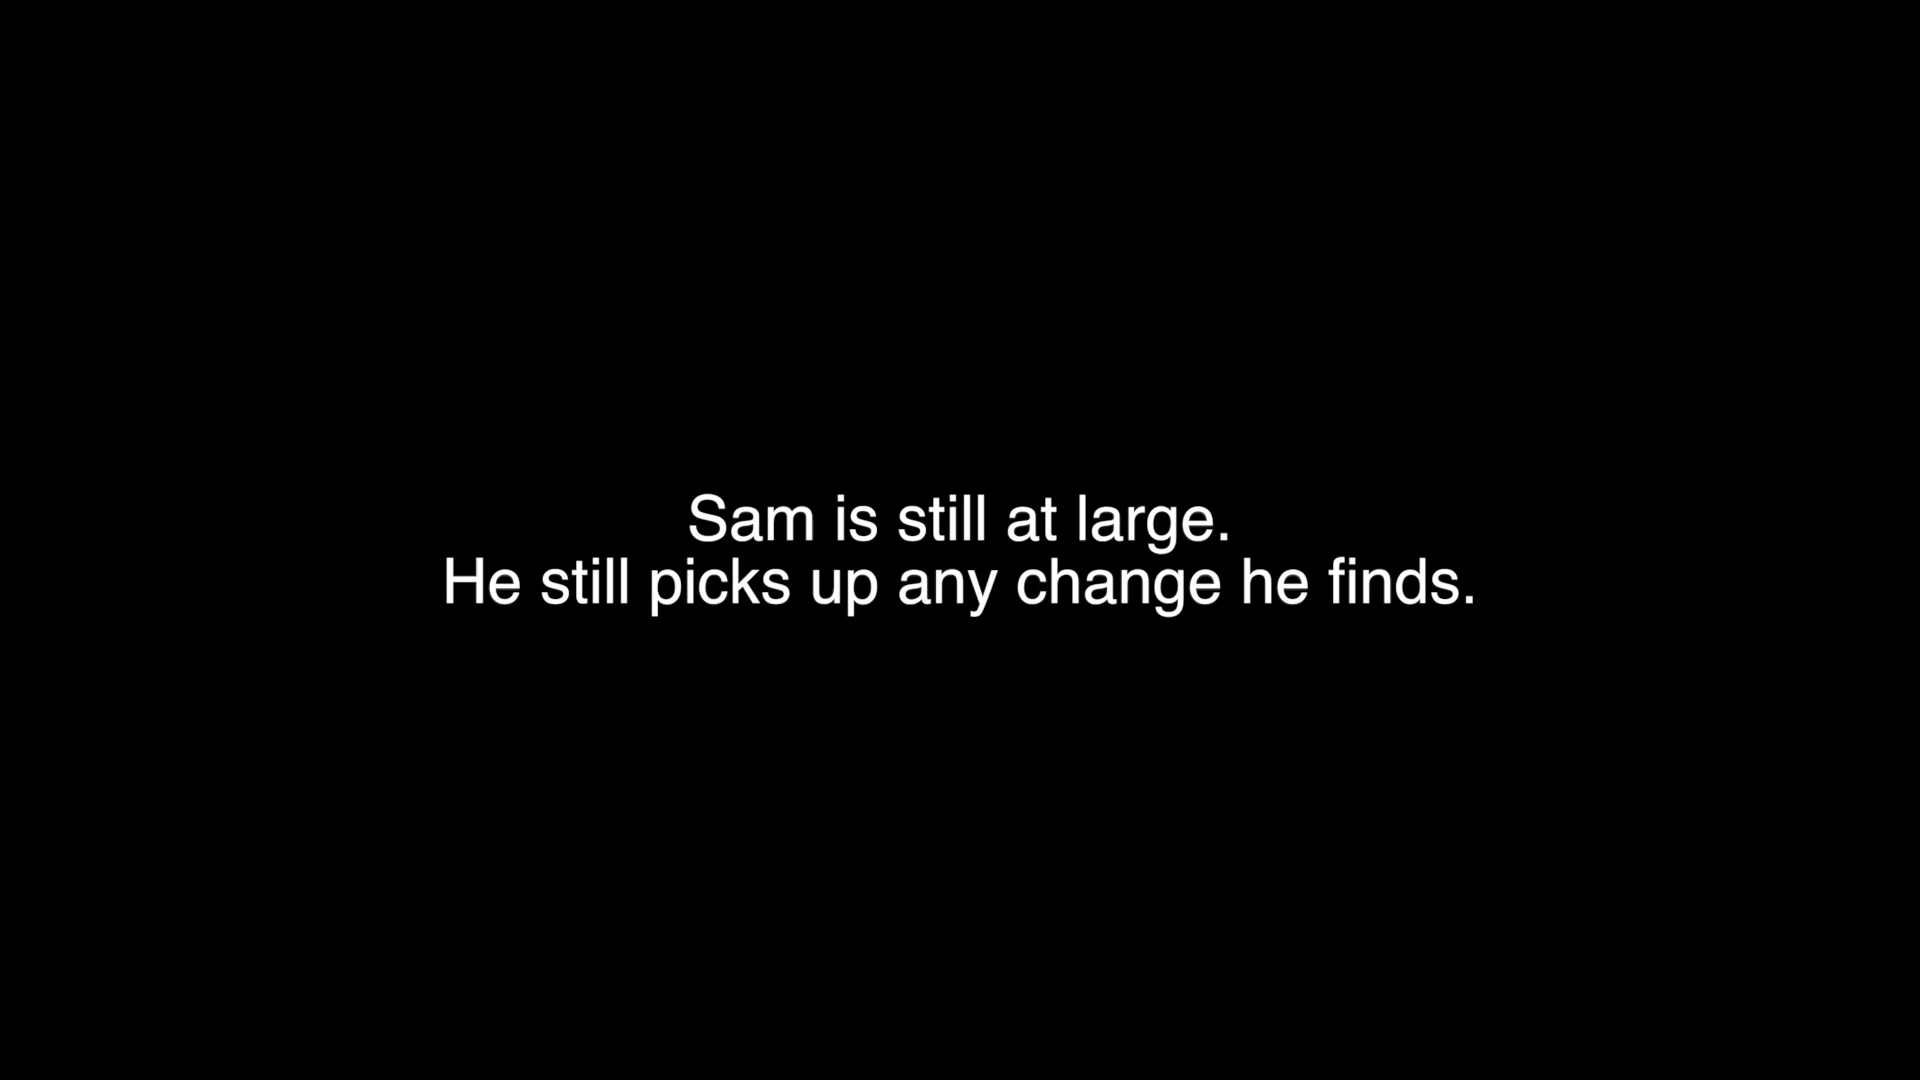 Sam is still at large.
He still picks up any change he finds.